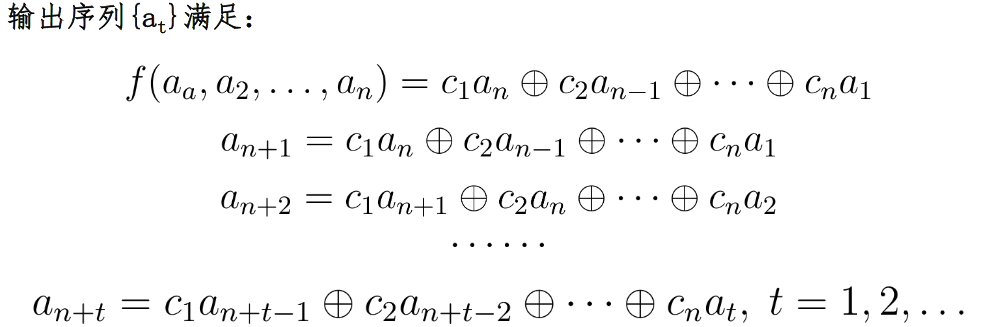 输出序列{aₜ}满足：
f(aₐ, a₂, . . . , aₙ) = c₁aₙ ⊕ c₂aₙ₋₁ ⊕ · · · ⊕ cₙa₁
aₙ₊₁ = c₁aₙ ⊕ c₂aₙ₋₁ ⊕ · · · ⊕ cₙa₁
aₙ₊₂ = c₁aₙ₊₁ ⊕ c₂aₙ ⊕ · · · ⊕ cₙa₂
· · · · · ·
aₙ₊ₜ = c₁aₙ₊ₜ₋₁ ⊕ c₂aₙ₊ₜ₋₂ ⊕ · · · ⊕ cₙaₜ, t = 1, 2, . . .